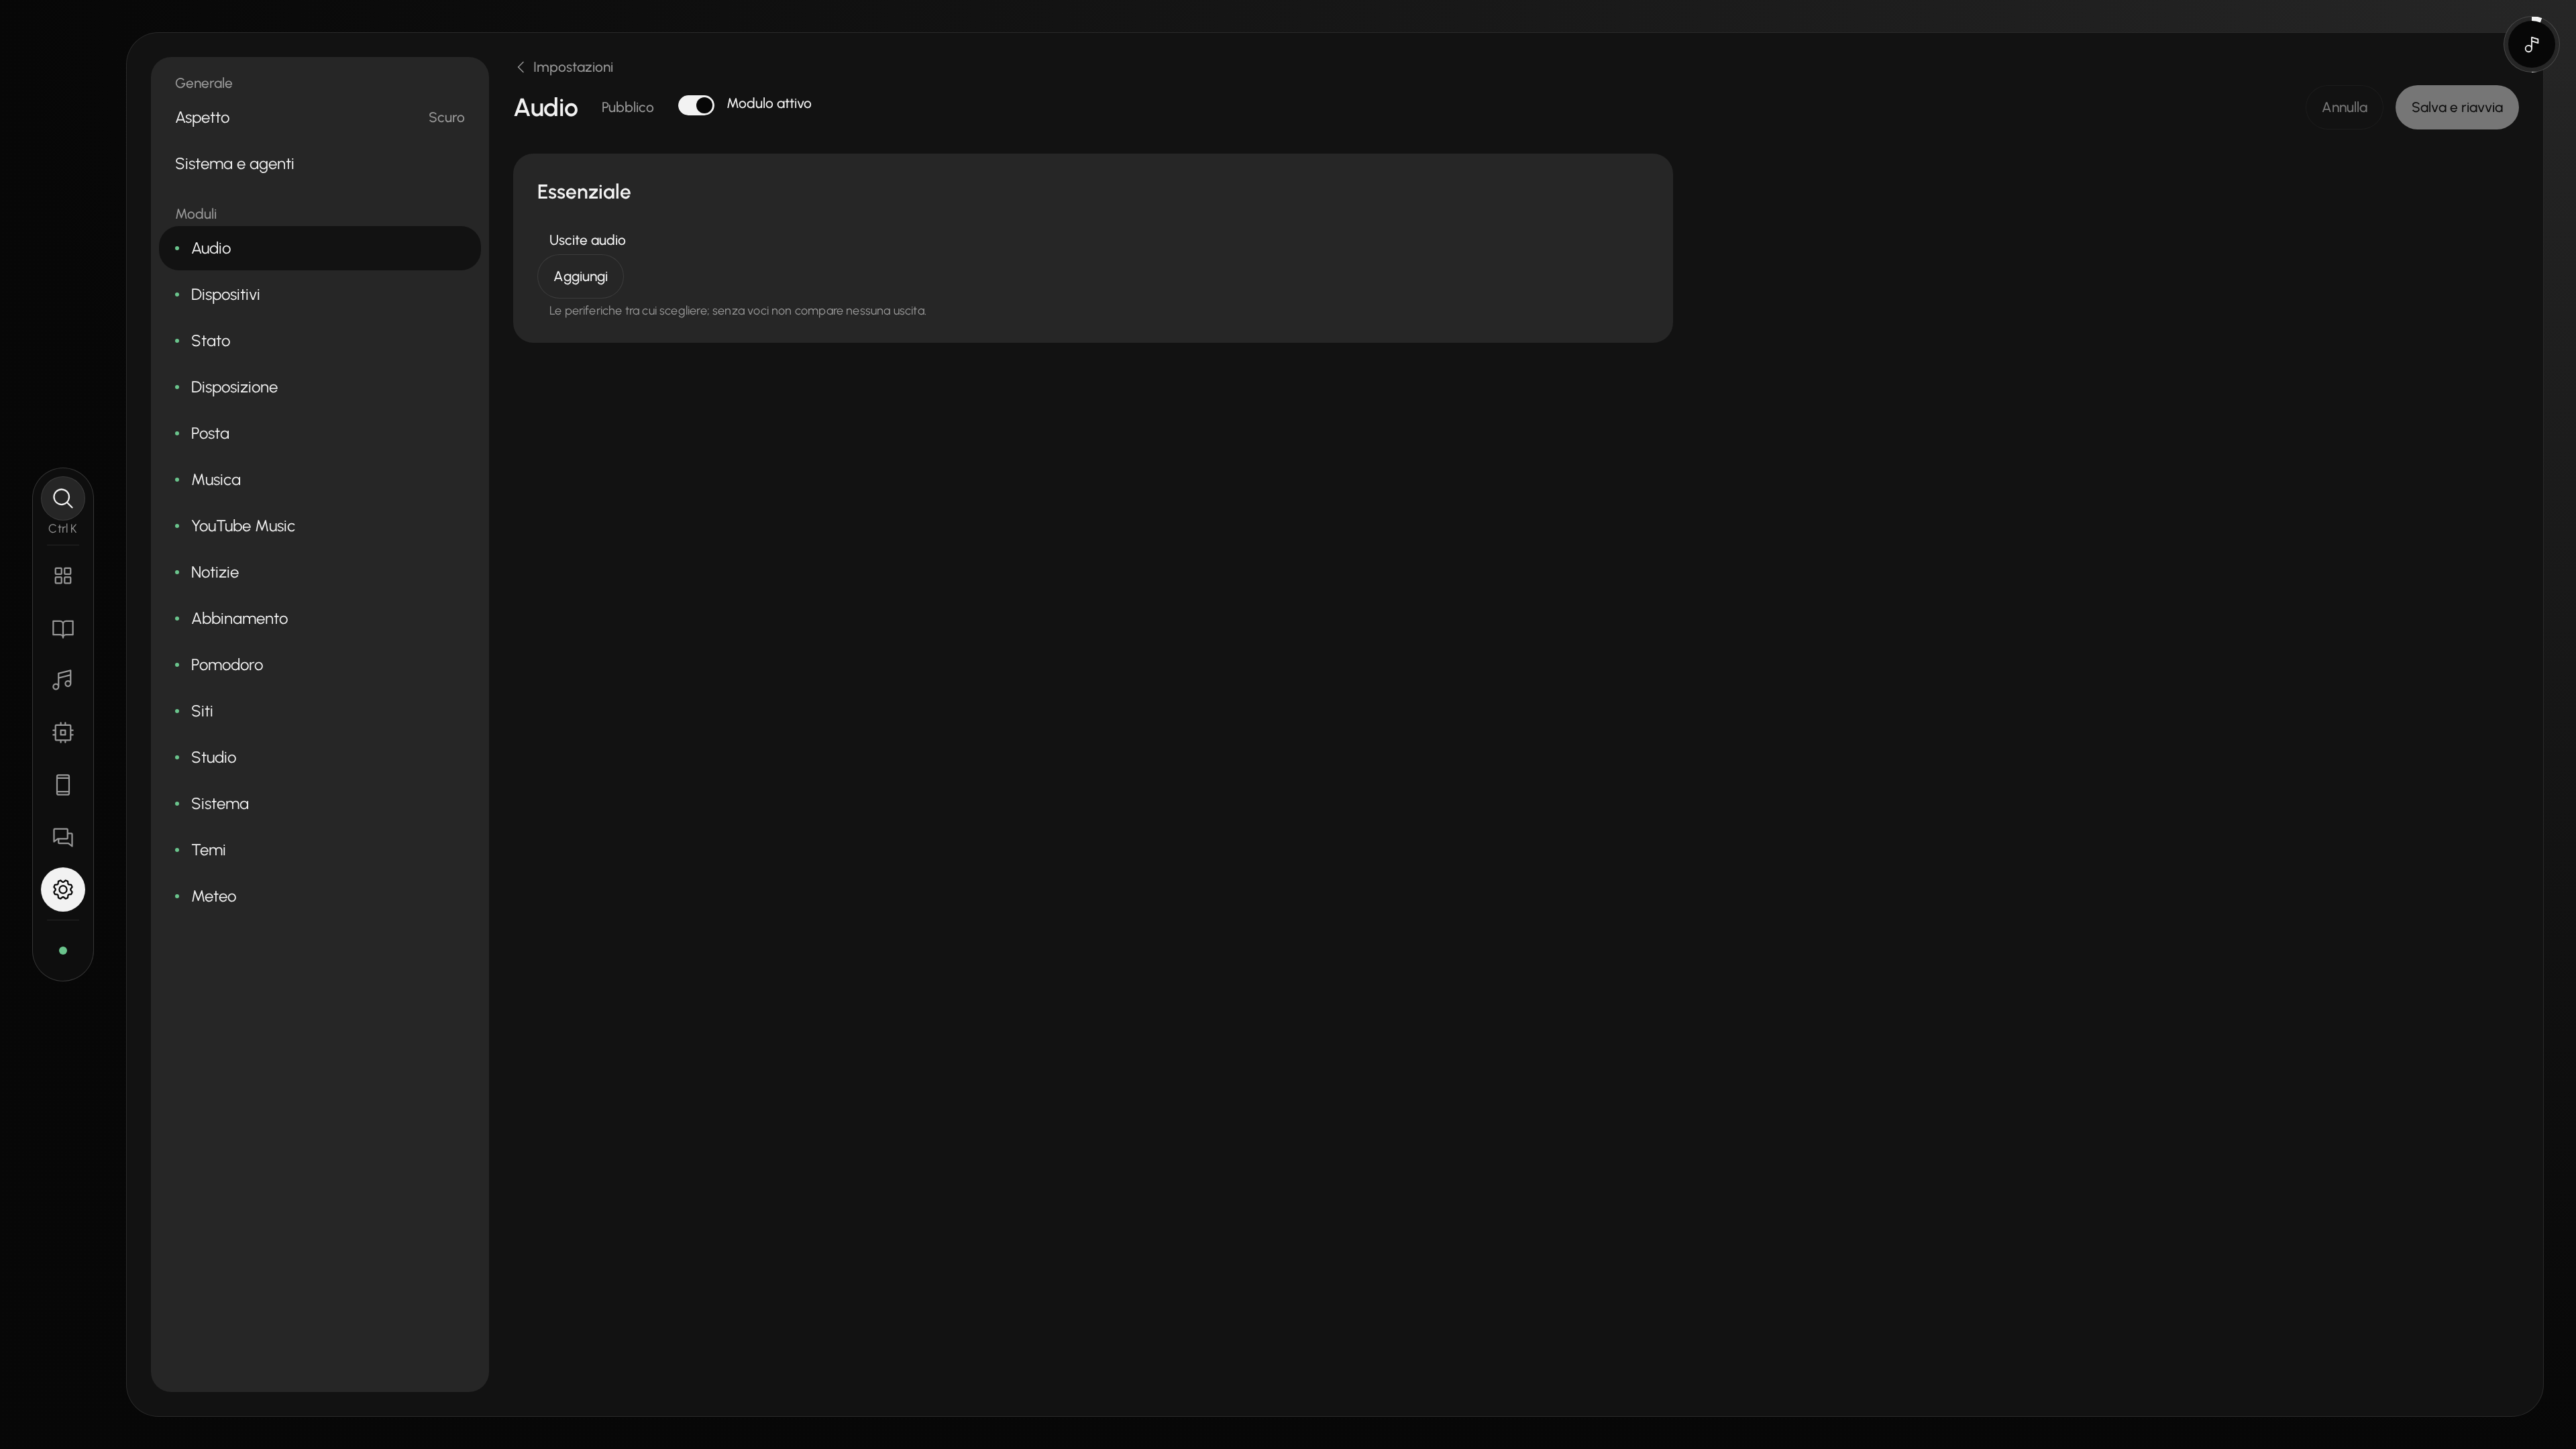 Generale
Aspetto Scuro
Sistema e agenti
Moduli
Audio
Dispositivi
Stato
Disposizione
Posta
Musica
YouTube Music
Notizie
Abbinamento
Pomodoro
Siti
Studio
Sistema
Temi
Meteo
Ctrl K
Impostazioni
Audio Pubblico Modulo attivo Annulla Salva e riavvia
Essenziale
Uscite audio
Aggiungi
Le periferiche tra cui scegliere; senza voci non compare nessuna uscita.